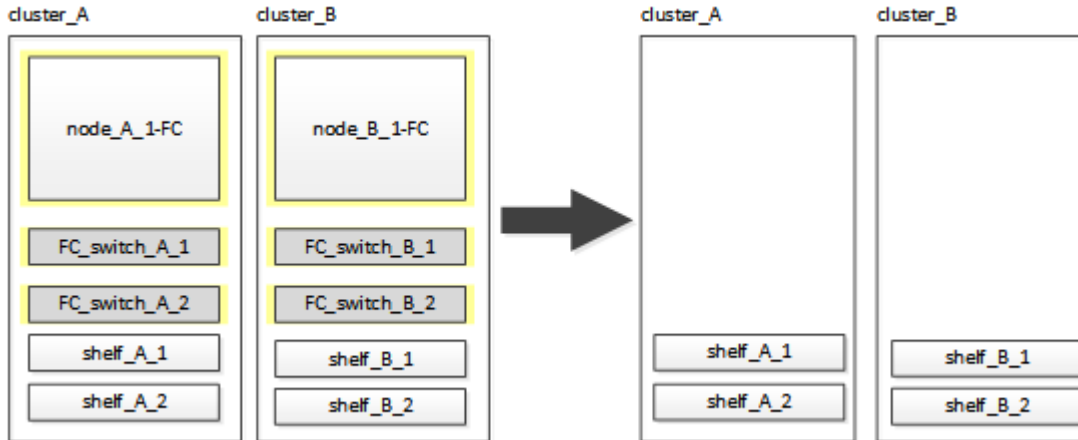 cluster_A
cluster_B
node_A_1-FC
node_B_1-FC
FC_switch_A_1
FC_switch_B_1
FC_switch_A_2
FC_switch_B_2
shelf_A_1
shelf_B_1
shelf_A_2
shelf_B_2
cluster_A
cluster_B
shelf_A_1
shelf_B_1
shelf_A_2
shelf_B_2